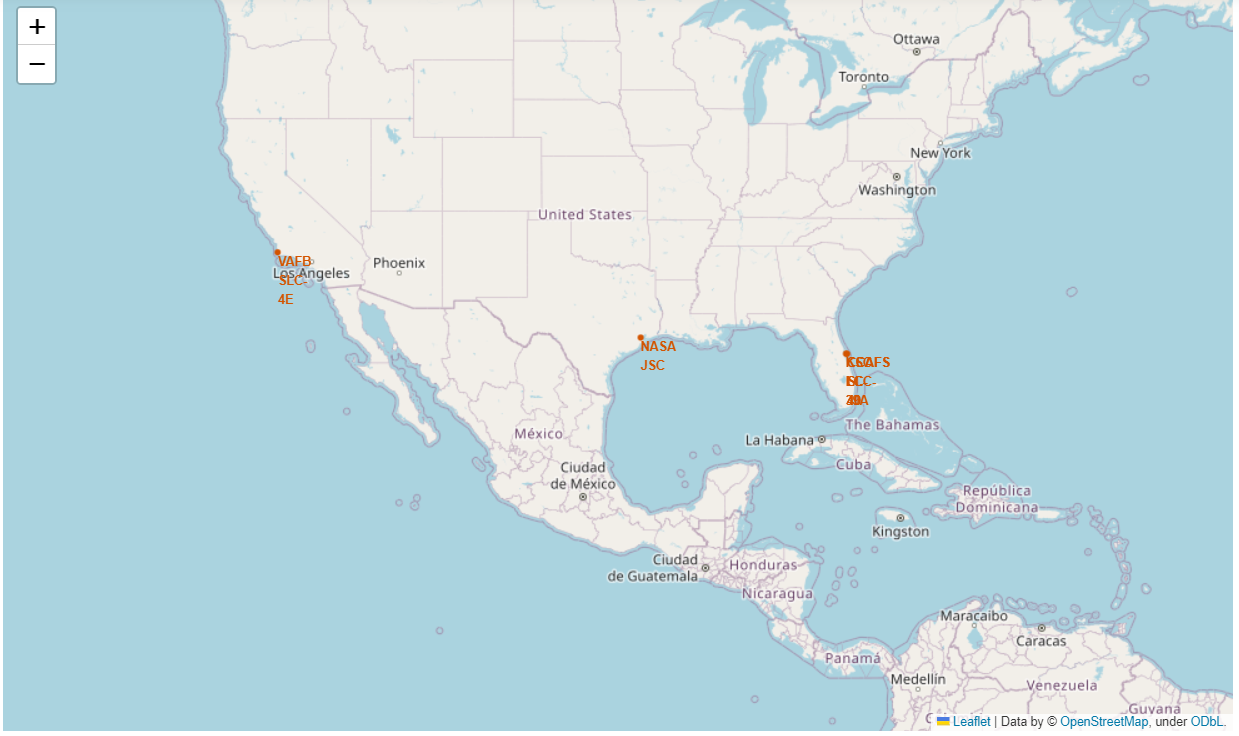 +
−
Ottawa
Toronto
New York
Washington
United States
VAFB
SLC-
4E
Los Angeles
Phoenix
NASA
JSC
The Bahamas
La Habana
Cuba
México
Ciudad
de México
República
Dominicana
Kingston
Ciudad
de Guatemala
Honduras
Nicaragua
Maracaibo
Caracas
Panamá
Medellín
Venezuela
Guyana
Leaflet | Data by © OpenStreetMap, under ODbL.